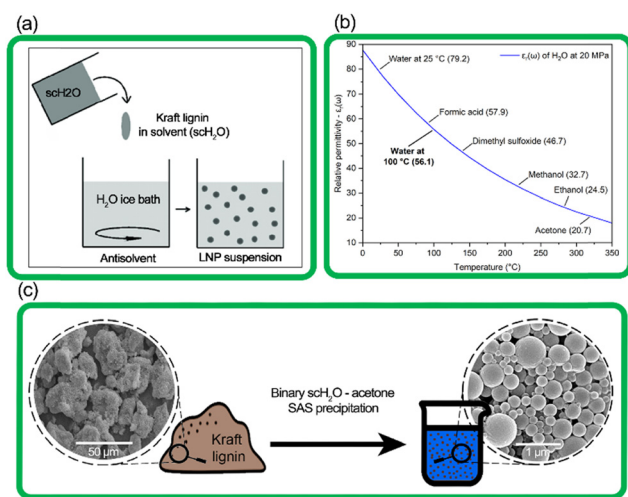 (a)
scH2O
Kraft lignin
in solvent (scH₂O)
H₂O ice bath
Antisolvent
LNP suspension
(b)
Relative permittivity - εᵣ(ω)
90
80
70
60
50
40
30
20
10
εᵣ(ω) of H₂O at 20 MPa
Water at 25 °C (79.2)
Formic acid (57.9)
Water at
100 °C (56.1)
Dimethyl sulfoxide (46.7)
Methanol (32.7)
Ethanol (24.5)
Acetone (20.7)
0 50 100 150 200 250 300 350
Temperature (°C)
(c)
50 µm
Kraft
lignin
Binary scH₂O - acetone
SAS precipitation
1 µm